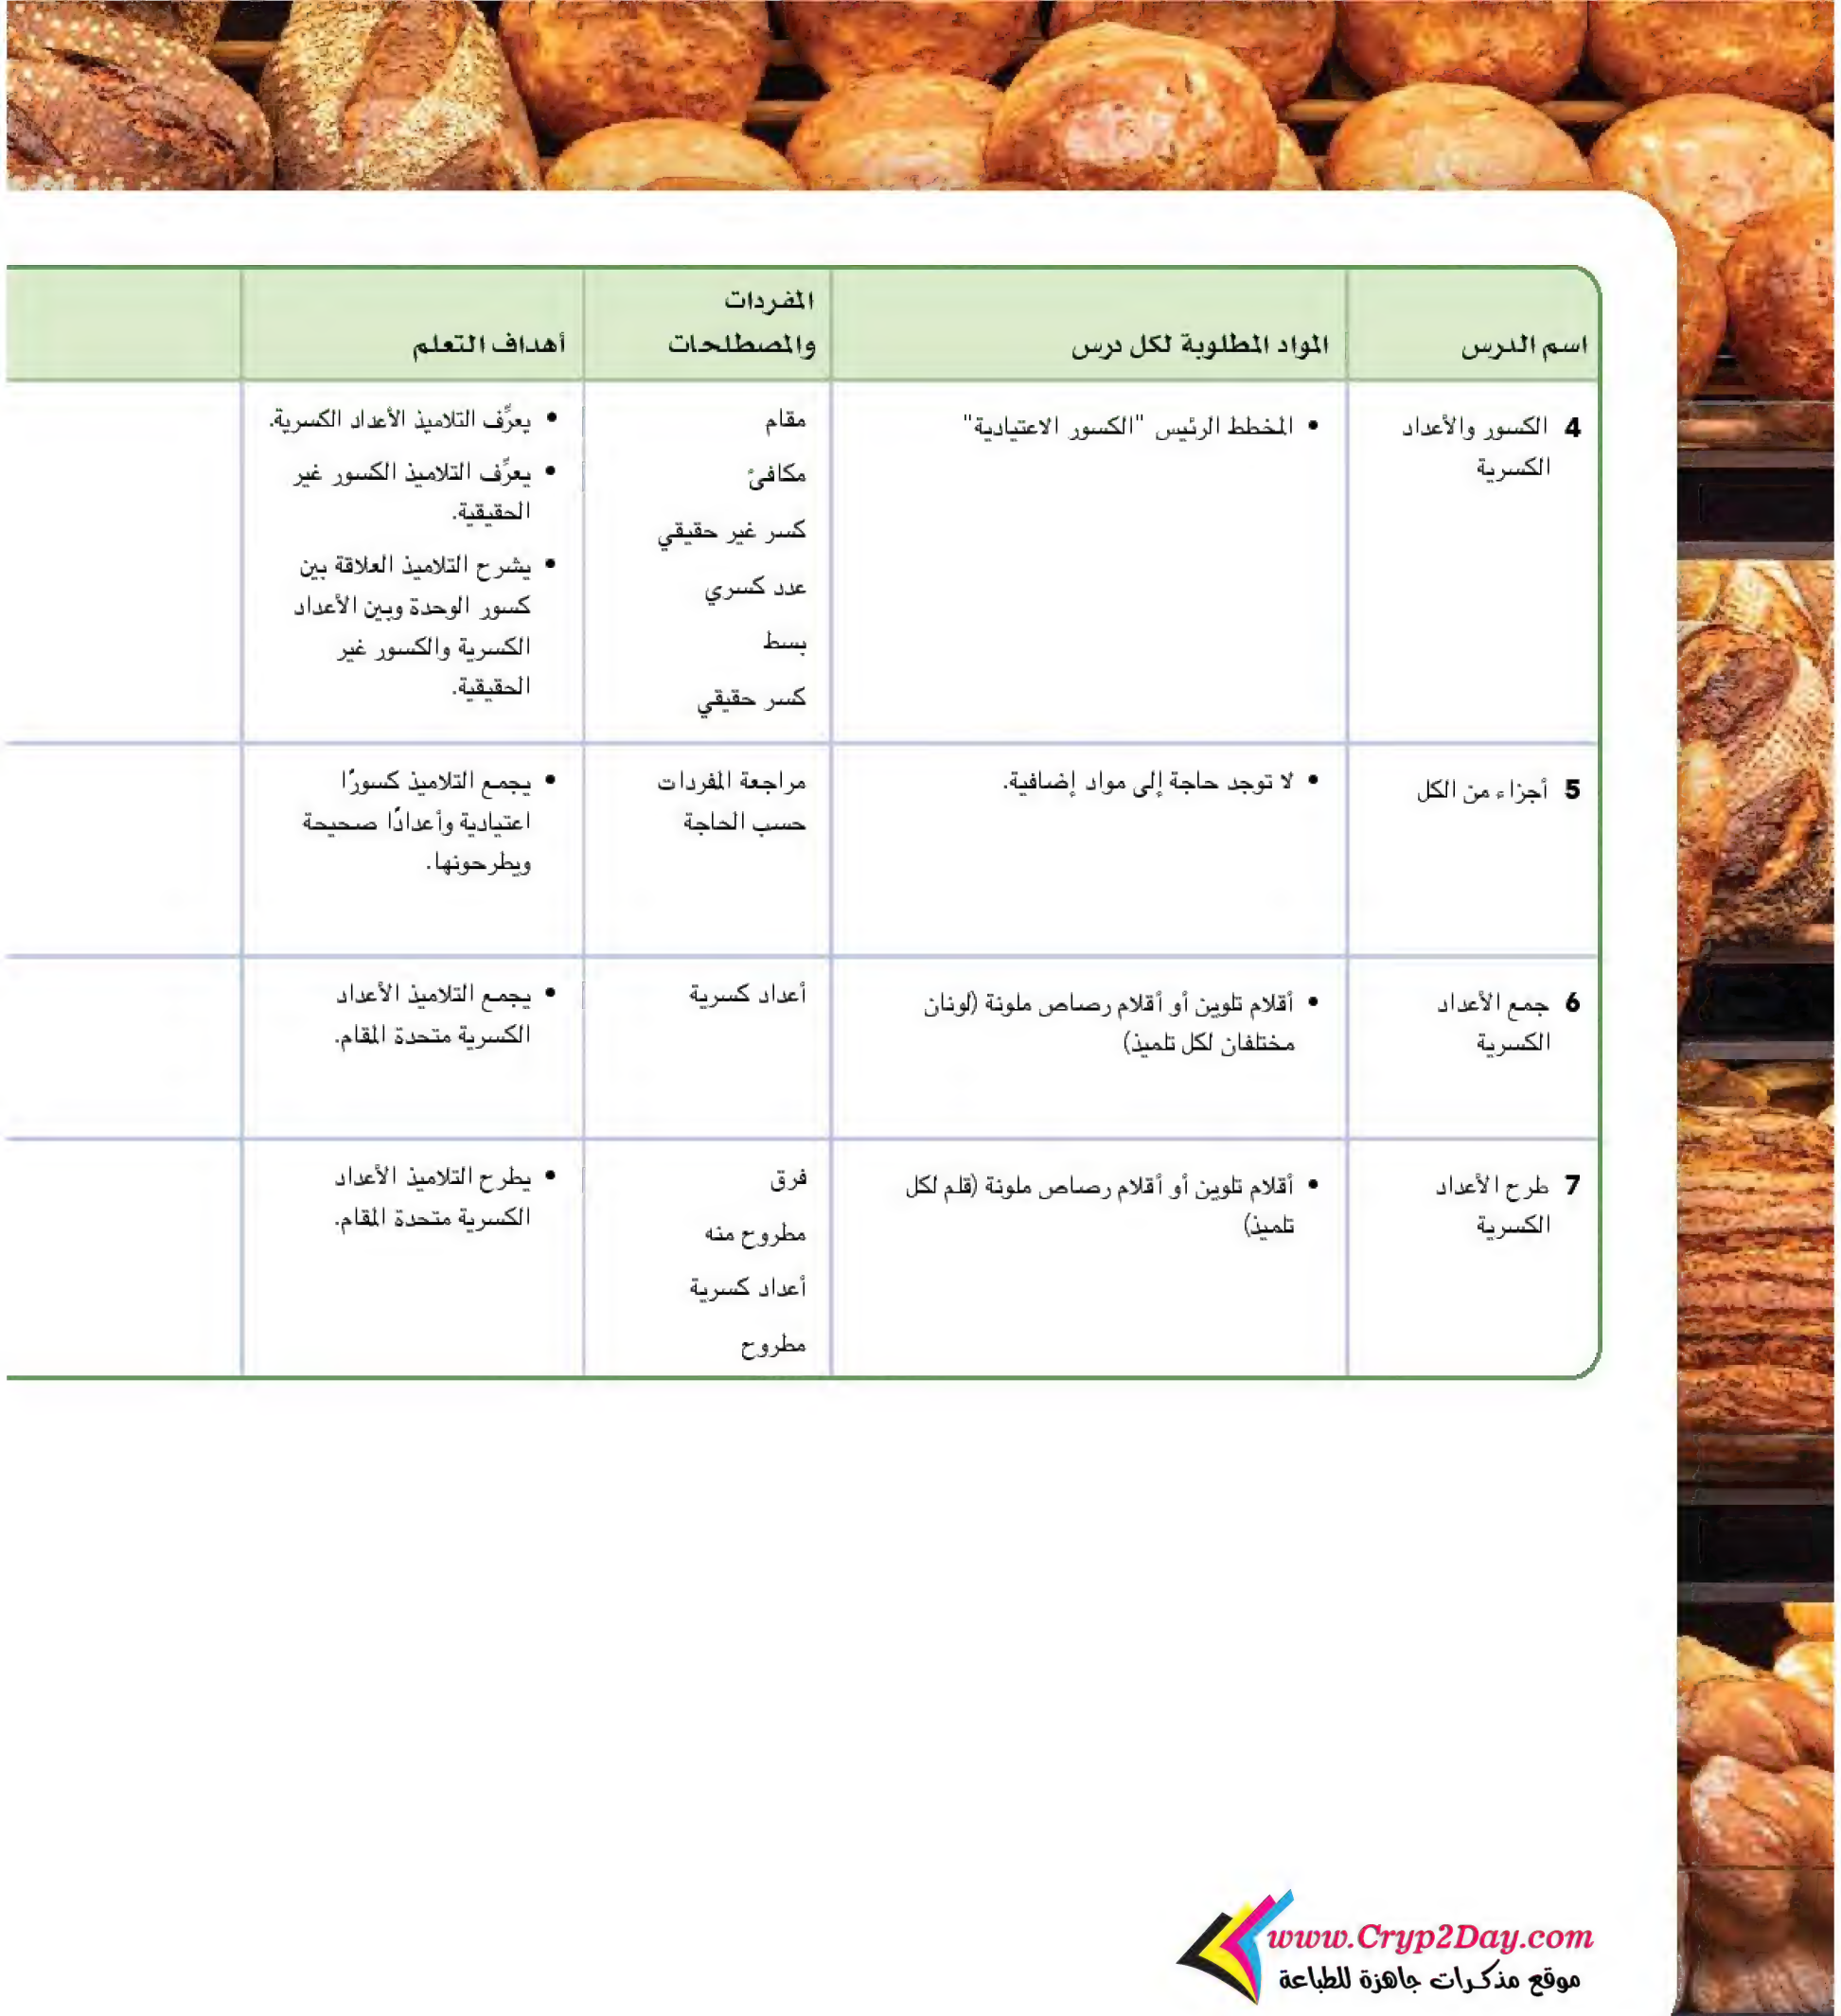 اسم الدرس
المواد المطلوبة لكل درس
المفردات
والمصطلحات
أهداف التعلم
4 الكسور والأعداد
الكسرية
• المخطط الرئيس "الكسور الاعتيادية"
مقام
مكافئ
كسر غير حقيقي
عدد كسري
بسط
كسر حقيقي
• يعرِّف التلاميذ الأعداد الكسرية.
• يعرِّف التلاميذ الكسور غير
الحقيقية.
• يشرح التلاميذ العلاقة بين
كسور الوحدة وبين الأعداد
الكسرية والكسور غير
الحقيقية.
5 أجزاء من الكل
• لا توجد حاجة إلى مواد إضافية.
مراجعة المفردات
حسب الحاجة
• يجمع التلاميذ كسورًا
اعتيادية وأعدادًا صحيحة
ويطرحونها.
6 جمع الأعداد
الكسرية
• أقلام تلوين أو أقلام رصاص ملونة (لونان
مختلفان لكل تلميذ)
أعداد كسرية
• يجمع التلاميذ الأعداد
الكسرية متحدة المقام.
7 طرح الأعداد
الكسرية
• أقلام تلوين أو أقلام رصاص ملونة (قلم لكل
تلميذ)
فرق
مطروح منه
أعداد كسرية
مطروح
• يطرح التلاميذ الأعداد
الكسرية متحدة المقام.
www.Cryp2Day.com
موقع مذكرات جاهزة للطباعة